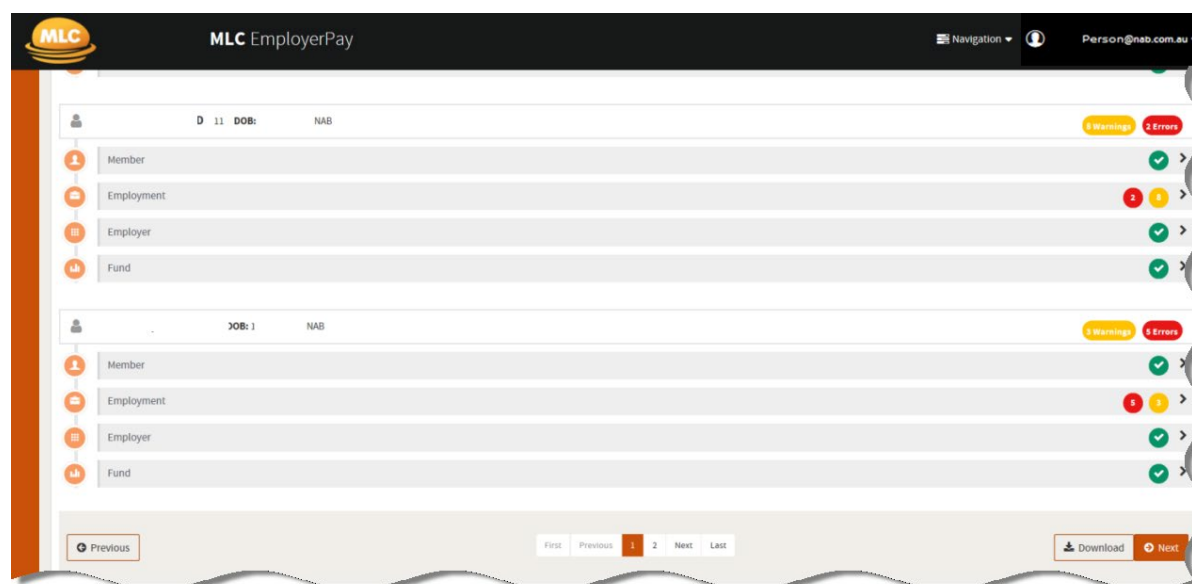 MLC MLC EmployerPay Navigation Person@nab.com.au
D 11 DOB: NAB Warnings 2 Errors
Member
Employment 2
Employer
Fund
DOB: 1 NAB 3 Warnings 5 Errors
Member
Employment 5 3
Employer
Fund
Previous First Previous 1 2 Next Last Download Next